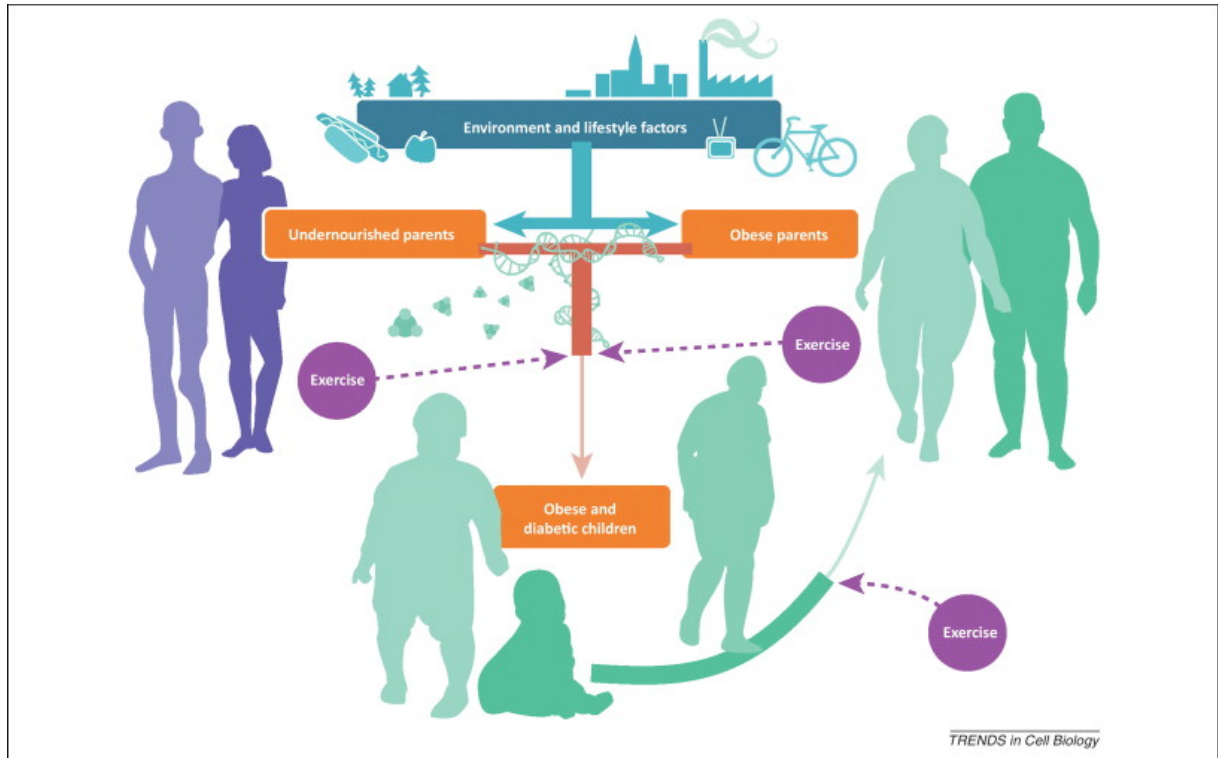 Environment and lifestyle factors
Undernourished parents
Obese parents
Exercise
Exercise
Obese and
diabetic children
Exercise
TRENDS in Cell Biology